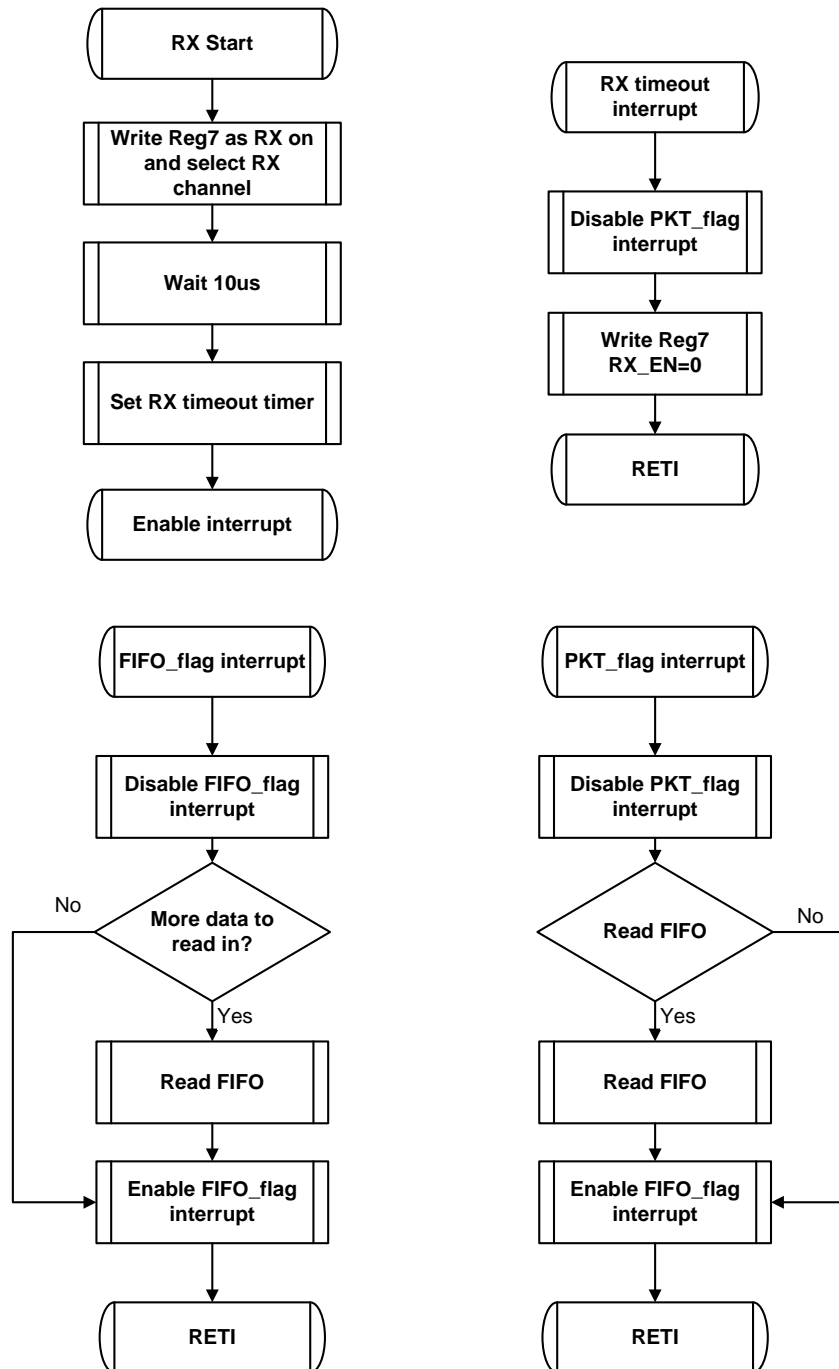 RX Start
Write Reg7 as RX on
and select RX
channel
Wait 10us
Set RX timeout timer
Enable interrupt
RX timeout
interrupt
Disable PKT_flag
interrupt
Write Reg7
RX_EN=0
RETI
FIFO_flag interrupt
Disable FIFO_flag
interrupt
No
More data to
read in?
Yes
Read FIFO
Enable FIFO_flag
interrupt
RETI
PKT_flag interrupt
Disable PKT_flag
interrupt
Read FIFO
No
Yes
Read FIFO
Enable FIFO_flag
interrupt
RETI